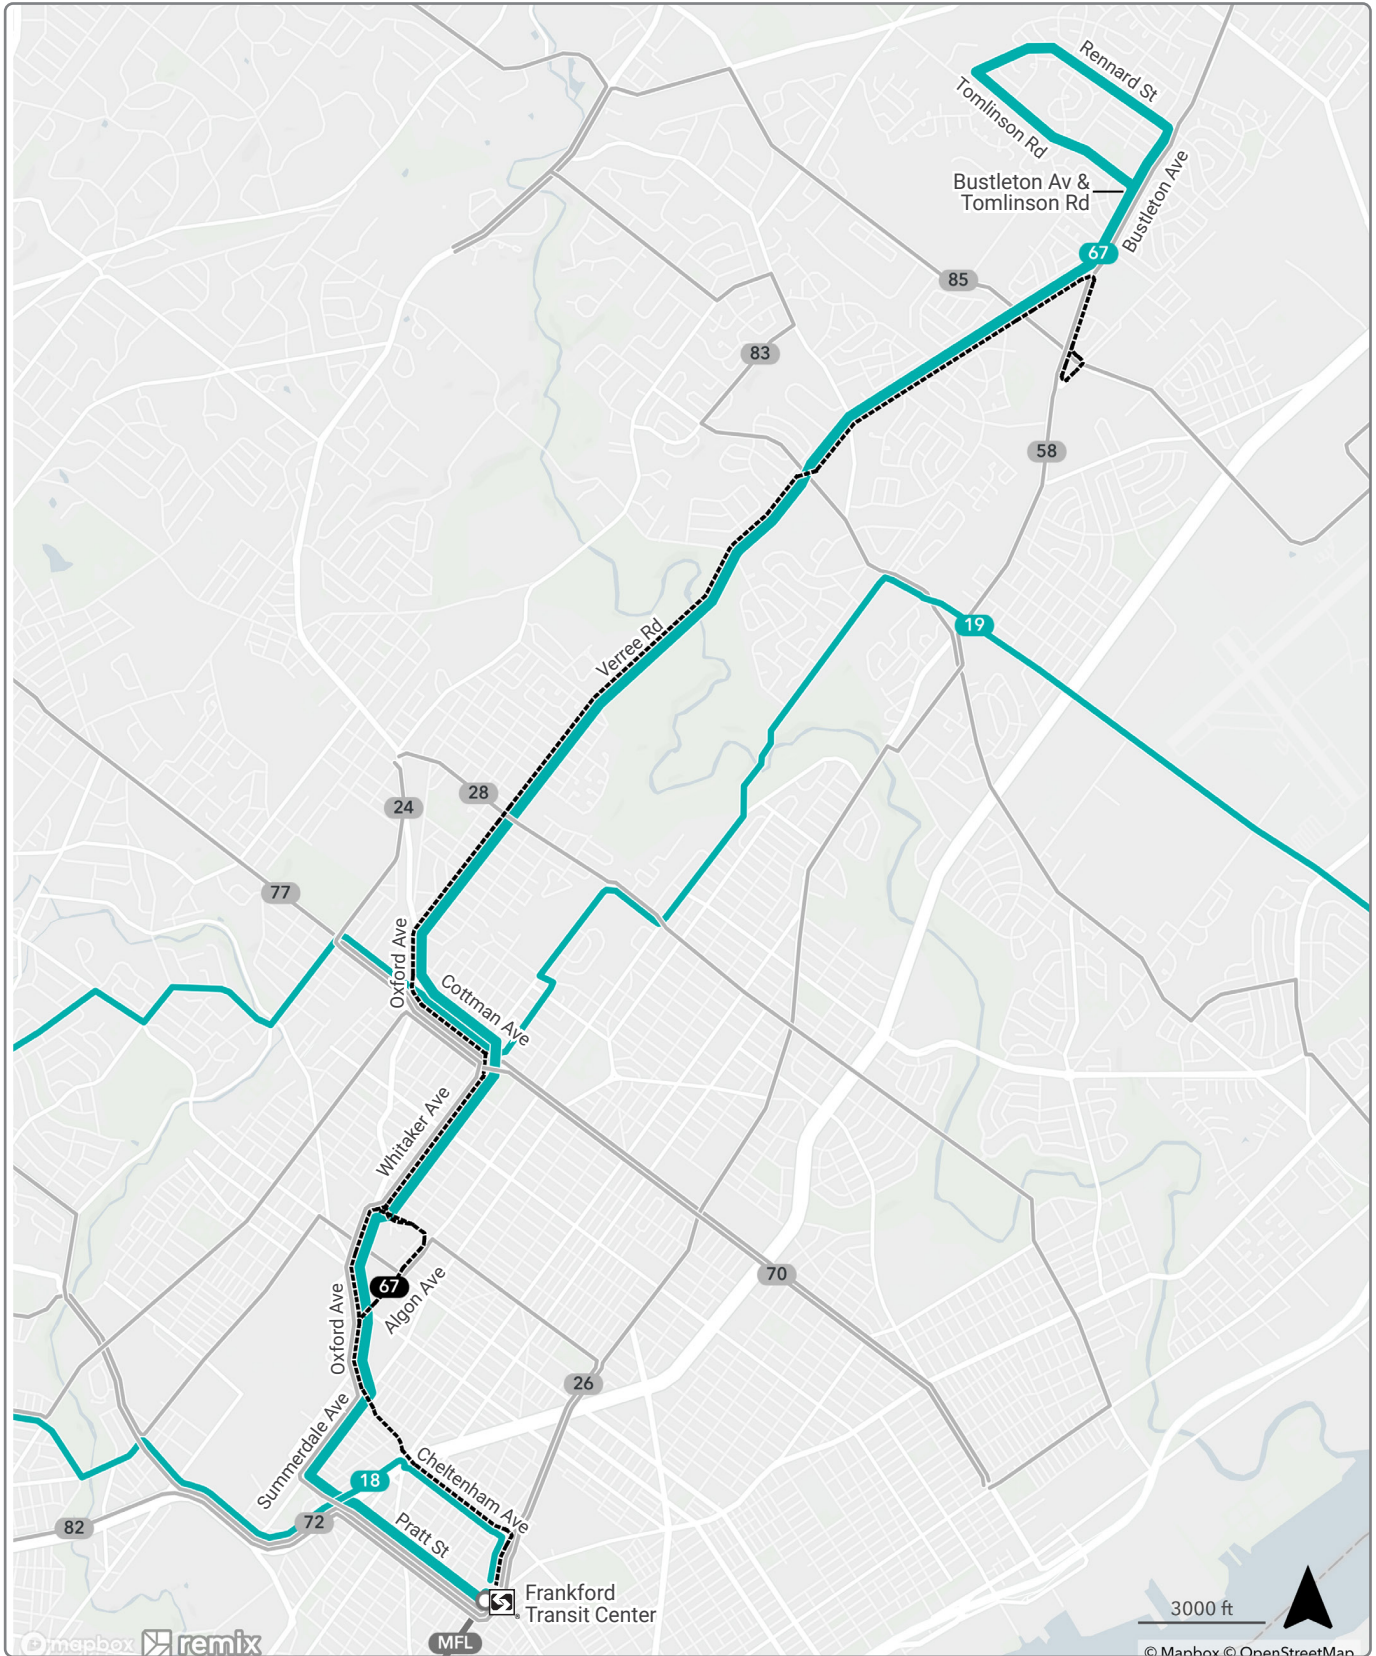 Rennard St
Tomlinson Rd
Bustleton Av &
Tomlinson Rd
Bustleton Ave
67
85
83
58
19
Verree Rd
28
24
77
Oxford Ave
Cottman Ave
Whitaker Ave
67
Algon Ave
70
Oxford Ave
26
Summerdale Ave
Cheltenham Ave
18
72
82
Pratt St
Frankford
Transit Center
3000 ft
MFL
mapbox remix
© Mapbox © OpenStreetMap